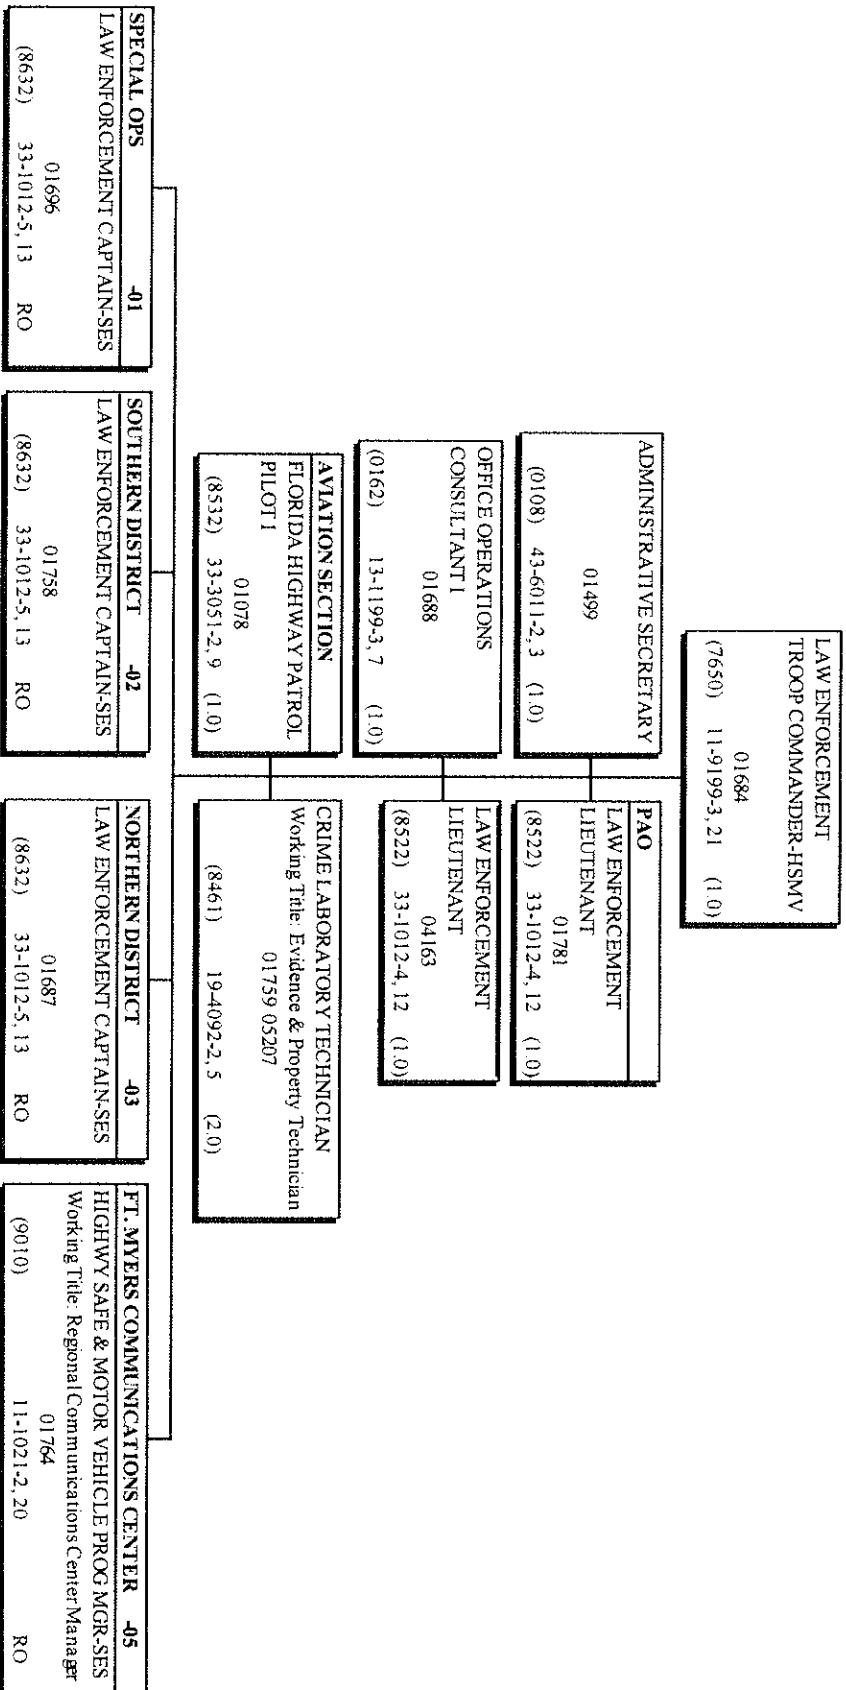 LAW ENFORCEMENT
TROOP COMMANDER-HSMV
01684
(7650) 11-9199-3, 21 (1.0)
ADMINISTRATIVE SECRETARY
01499
(0108) 43-6011-2, 3 (1.0)
PAO
LAW ENFORCEMENT
LIEUTENANT
01781
(8522) 33-1012-4, 12 (1.0)
OFFICE OPERATIONS
CONSULTANT I
01688
(0162) 13-1199-3, 7 (1.0)
LAW ENFORCEMENT
LIEUTENANT
04163
(8522) 33-1012-4, 12 (1.0)
AVIATION SECTION
FLORIDA HIGHWAY PATROL
PILOT I
01078
(8532) 33-3051-2, 9 (1.0)
CRIME LABORATORY TECHNICIAN
Working Title: Evidence & Property Technician
01759 05207
(8461) 19-4092-2, 5 (2.0)
SPECIAL OPS -01
LAW ENFORCEMENT CAPTAIN-SES
01696
(8632) 33-1012-5, 13 RO
SOUTHERN DISTRICT -02
LAW ENFORCEMENT CAPTAIN-SES
01758
(8632) 33-1012-5, 13 RO
NORTHERN DISTRICT -03
LAW ENFORCEMENT CAPTAIN-SES
01687
(8632) 33-1012-5, 13 RO
FT. MYERS COMMUNICATIONS CENTER -05
HIGHWY SAFE & MOTOR VEHICLE PROG MGR-SES
Working Title: Regional Communications Center Manager
01764
(9010) 11-1021-2, 20 RO